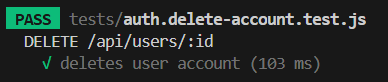 PASS tests/auth.delete-account.test.js
DELETE /api/users/:id
√ deletes user account (103 ms)